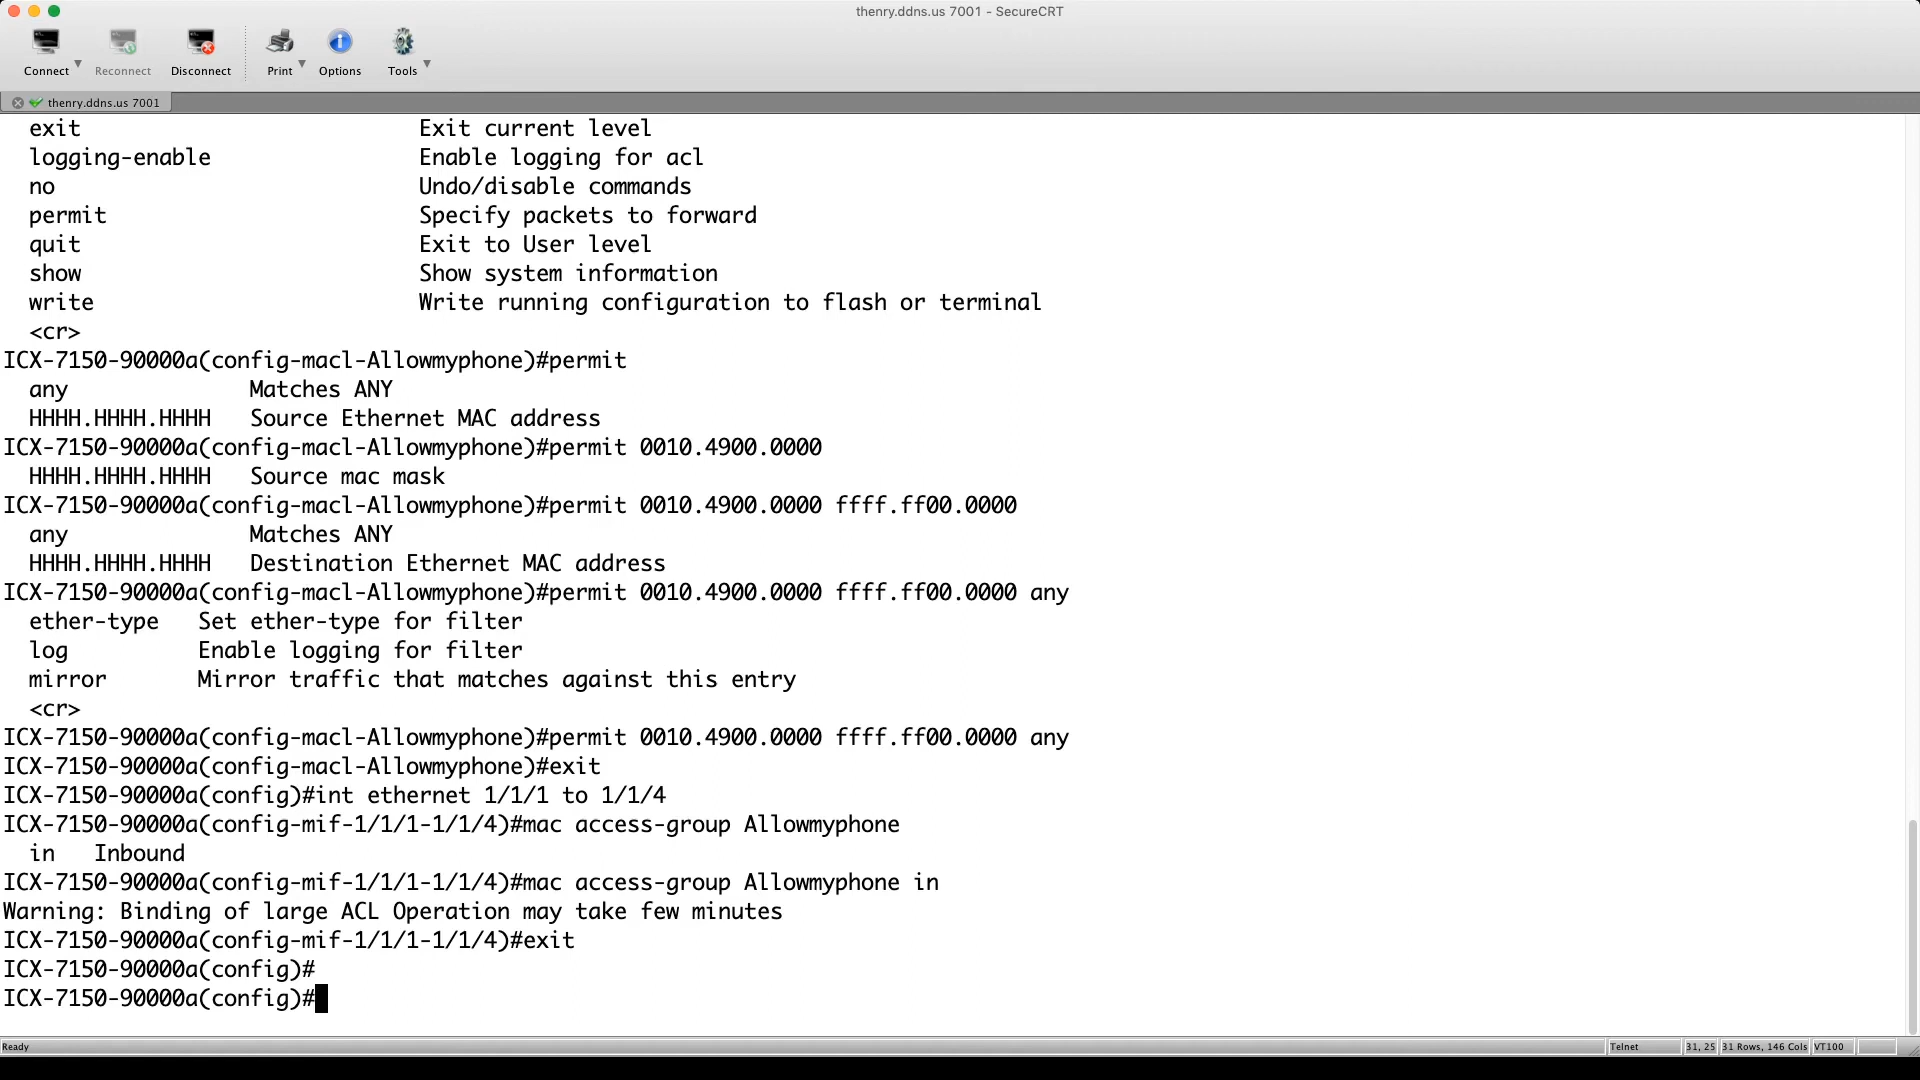 thenry.ddns.us 7001 - SecureCRT
Connect Reconnect Disconnect Print Options Tools
thenry.ddns.us 7001
exit Exit current level
logging-enable Enable logging for acl
no Undo/disable commands
permit Specify packets to forward
quit Exit to User level
show Show system information
write Write running configuration to flash or terminal
<cr>
ICX-7150-90000a(config-macl-Allowmyphone)#permit
any Matches ANY
HHHH.HHHH.HHHH Source Ethernet MAC address
ICX-7150-90000a(config-macl-Allowmyphone)#permit 0010.4900.0000
HHHH.HHHH.HHHH Source mac mask
ICX-7150-90000a(config-macl-Allowmyphone)#permit 0010.4900.0000 ffff.ff00.0000
any Matches ANY
HHHH.HHHH.HHHH Destination Ethernet MAC address
ICX-7150-90000a(config-macl-Allowmyphone)#permit 0010.4900.0000 ffff.ff00.0000 any
ether-type Set ether-type for filter
log Enable logging for filter
mirror Mirror traffic that matches against this entry
<cr>
ICX-7150-90000a(config-macl-Allowmyphone)#permit 0010.4900.0000 ffff.ff00.0000 any
ICX-7150-90000a(config-macl-Allowmyphone)#exit
ICX-7150-90000a(config)#int ethernet 1/1/1 to 1/1/4
ICX-7150-90000a(config-mif-1/1/1-1/1/4)#mac access-group Allowmyphone
in Inbound
ICX-7150-90000a(config-mif-1/1/1-1/1/4)#mac access-group Allowmyphone in
Warning: Binding of large ACL Operation may take few minutes
ICX-7150-90000a(config-mif-1/1/1-1/1/4)#exit
ICX-7150-90000a(config)#
ICX-7150-90000a(config)#
Ready Telnet 31, 25 31 Rows, 146 Cols VT100